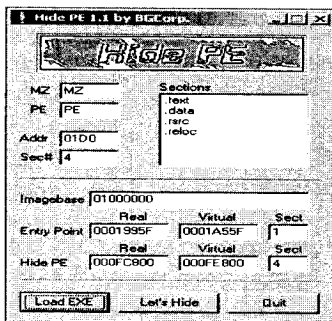 Hide PE 1.1 by BGCorp.
Hide PE
MZ MZ
PE PE
Addr 01D0
Sec# 4
Sections
.text
.data
.rsrc
.reloc
Imagebase 01000000
Real Virtual Sect
Entry Point 0001995F 0001A55F 1
Real Virtual Sect
Hide PE 000FC800 000FE800 4
Load EXE Let's Hide Quit